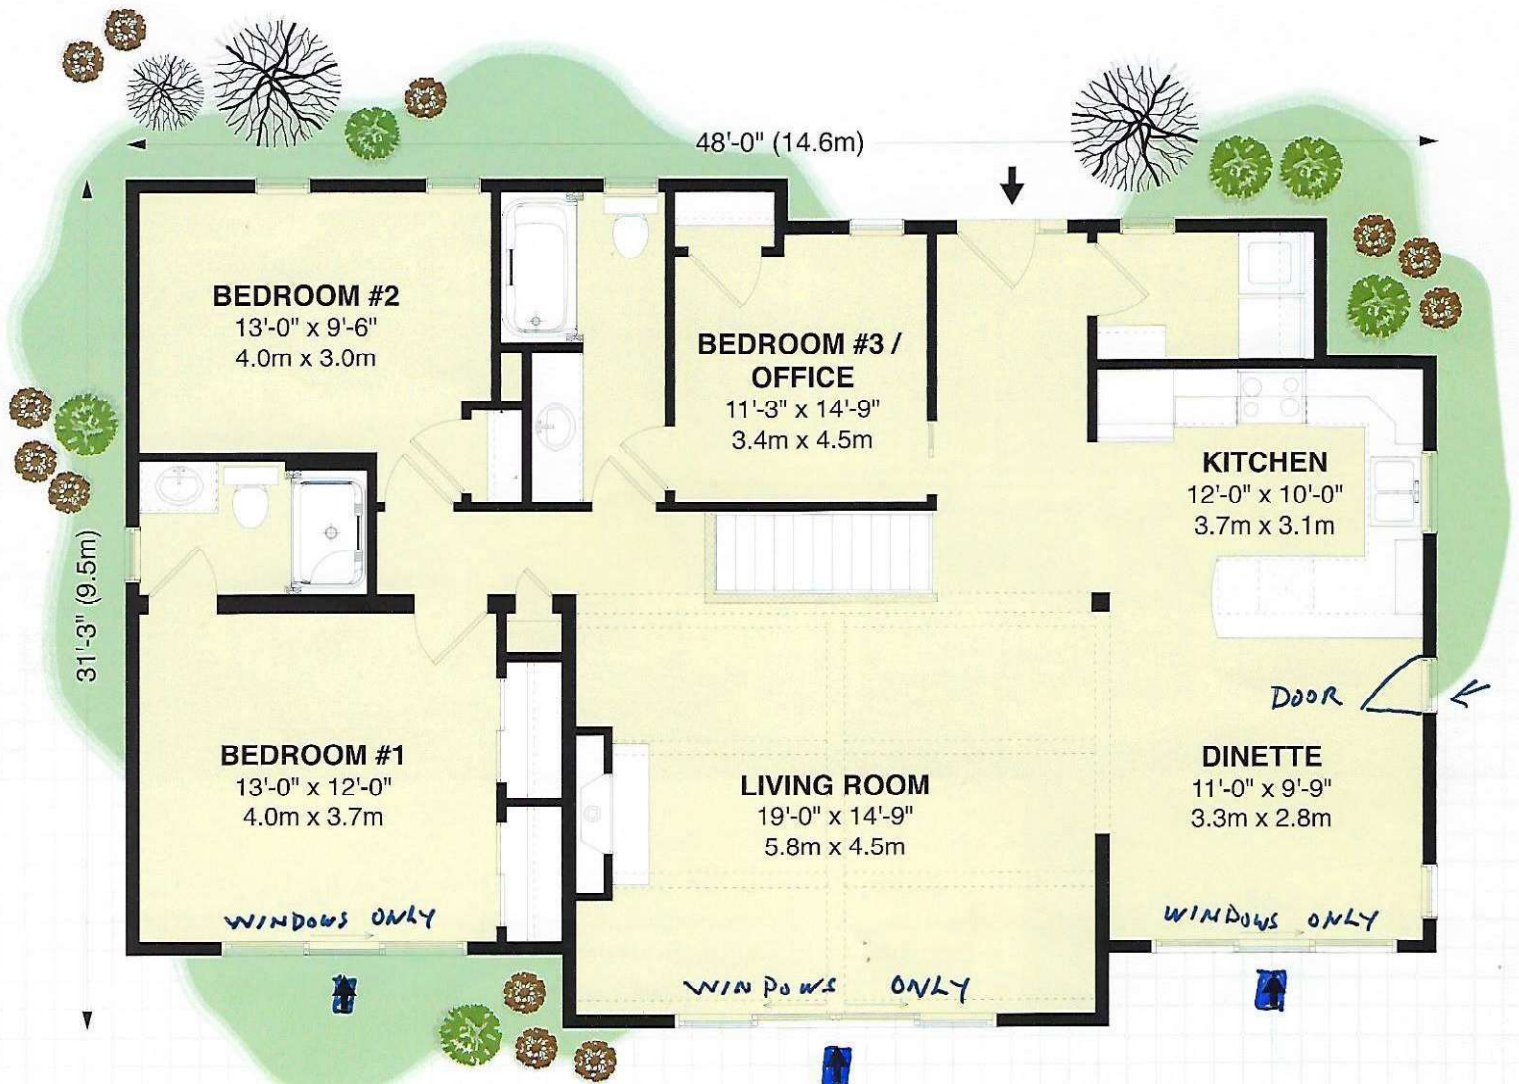 48'-0" (14.6m)
31'-3" (9.5m)
BEDROOM #2
13'-0" x 9'-6"
4.0m x 3.0m
BEDROOM #3 /
OFFICE
11'-3" x 14'-9"
3.4m x 4.5m
KITCHEN
12'-0" x 10'-0"
3.7m x 3.1m
DOOR
BEDROOM #1
13'-0" x 12'-0"
4.0m x 3.7m
LIVING ROOM
19'-0" x 14'-9"
5.8m x 4.5m
DINETTE
11'-0" x 9'-9"
3.3m x 2.8m
WINDOWS ONLY
WINDOWS ONLY
WINDOWS ONLY